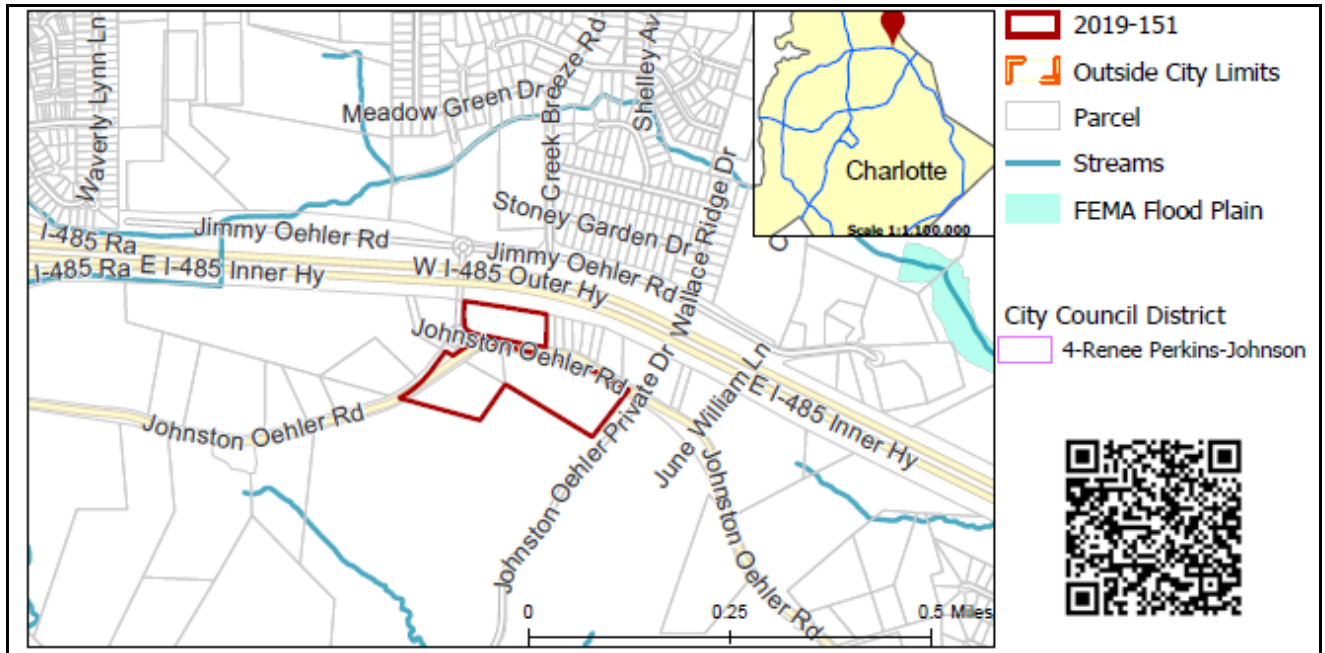 Waverly Lynn Ln
Meadow Green Dr
Creek Breeze Rd
Shelley Av
Stoney Garden Dr
Wallace Ridge Dr
Jimmy Oehler Rd
Jimmy Oehler Rd
I-485 Ra
I-485 Ra
E I-485 Inner Hy
W I-485 Outer Hy
Johnston Oehler Rd
Johnston Oehler Rd
Johnston Oehler Private Dr
June William Ln
E I-485 Inner Hy
Johnston Oehler Rd
0 0.25 0.5 Miles
Charlotte
Scale 1:1,100,000
2019-151
Outside City Limits
Parcel
Streams
FEMA Flood Plain
City Council District
4-Renee Perkins-Johnson